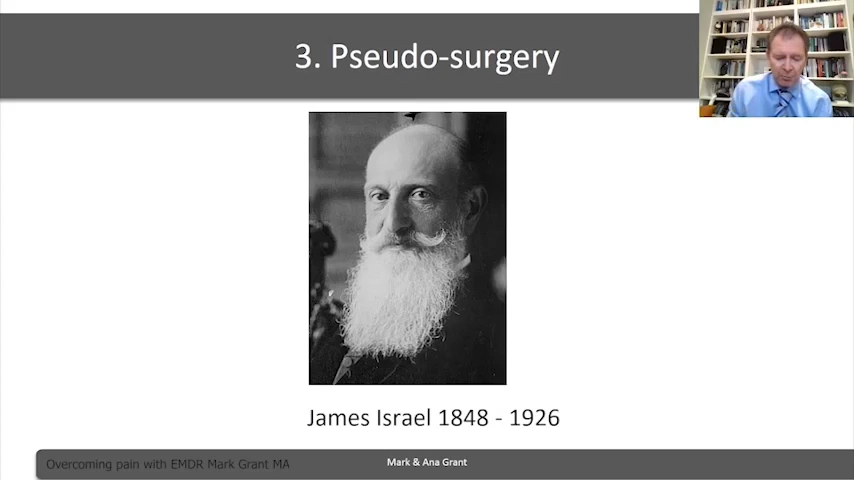 3. Pseudo-surgery
James Israel 1848 - 1926
Overcoming pain with EMDR Mark Grant MA
Mark & Ana Grant